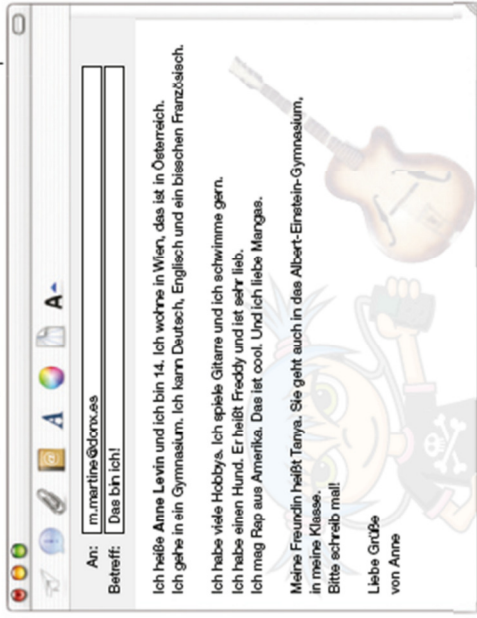 An: m.martine@donx.es
Betreff: Das bin ich!
Ich heiße Anne Levin und ich bin 14. Ich wohne in Wien, das ist in Österreich.
Ich gehe in ein Gymnasium. Ich kann Deutsch, Englisch und ein bisschen Französisch.
Ich habe viele Hobbys. Ich spiele Gitarre und ich schwimme gern.
Ich habe einen Hund. Er heißt Freddy und ist sehr lieb.
Ich mag Rap aus Amerika. Das ist cool. Und ich liebe Mangas.
Meine Freundin heißt Tanya. Sie geht auch in das Albert-Einstein-Gymnasium,
in meine Klasse.
Bitte schreib mal!
Liebe Grüße
von Anne